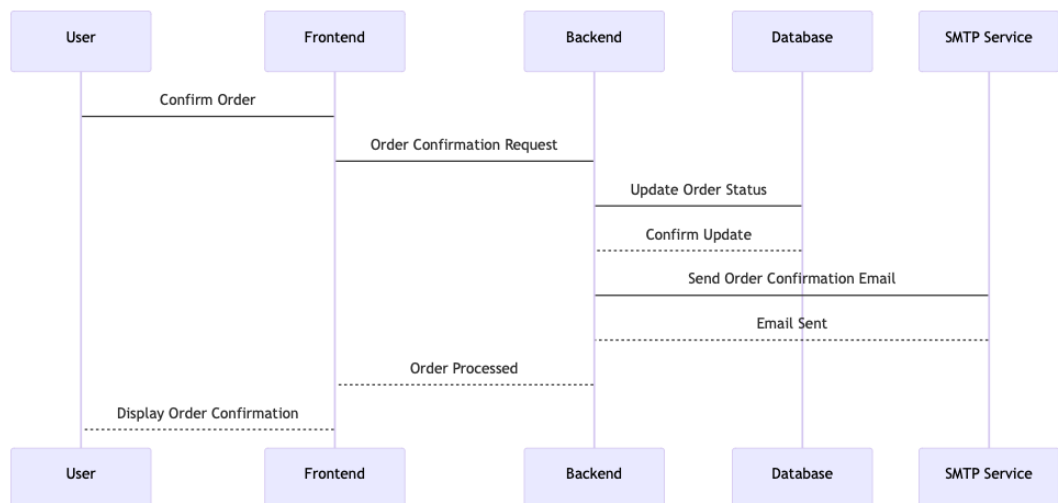 User
Frontend
Backend
Database
SMTP Service
Confirm Order
Order Confirmation Request
Update Order Status
Confirm Update
Send Order Confirmation Email
Email Sent
Order Processed
Display Order Confirmation
User
Frontend
Backend
Database
SMTP Service